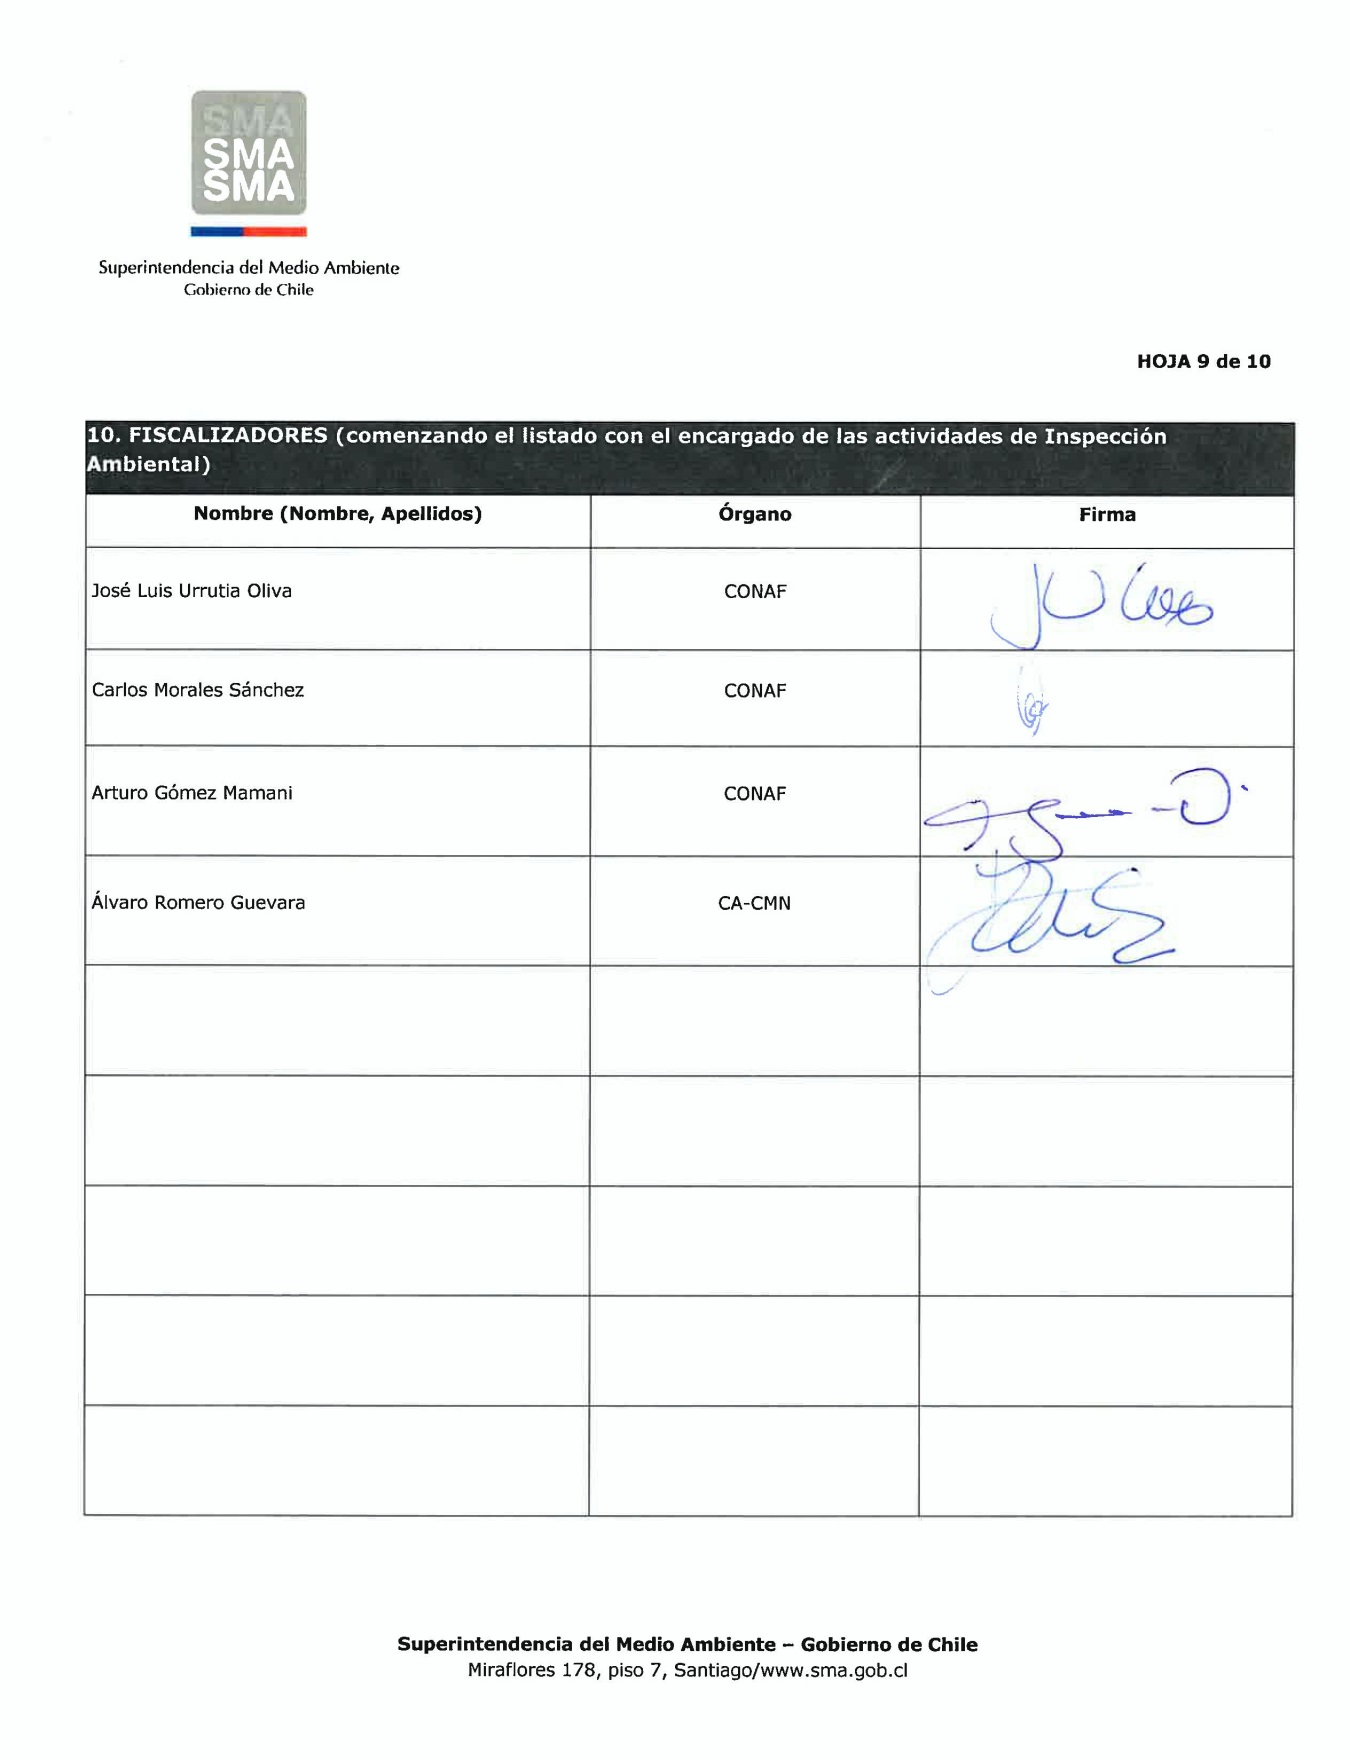 SMA
SMA
SMA
Superintendencia del Medio Ambiente
Gobierno de Chile
HOJA 9 de 10
10. FISCALIZADORES (comenzando el listado con el encargado de las actividades de Inspección
Ambiental)
Nombre (Nombre, Apellidos) Órgano Firma
José Luis Urrutia Oliva CONAF
Carlos Morales Sánchez CONAF
Arturo Gómez Mamani CONAF
Álvaro Romero Guevara CA-CMN
Superintendencia del Medio Ambiente – Gobierno de Chile
Miraflores 178, piso 7, Santiago/www.sma.gob.cl